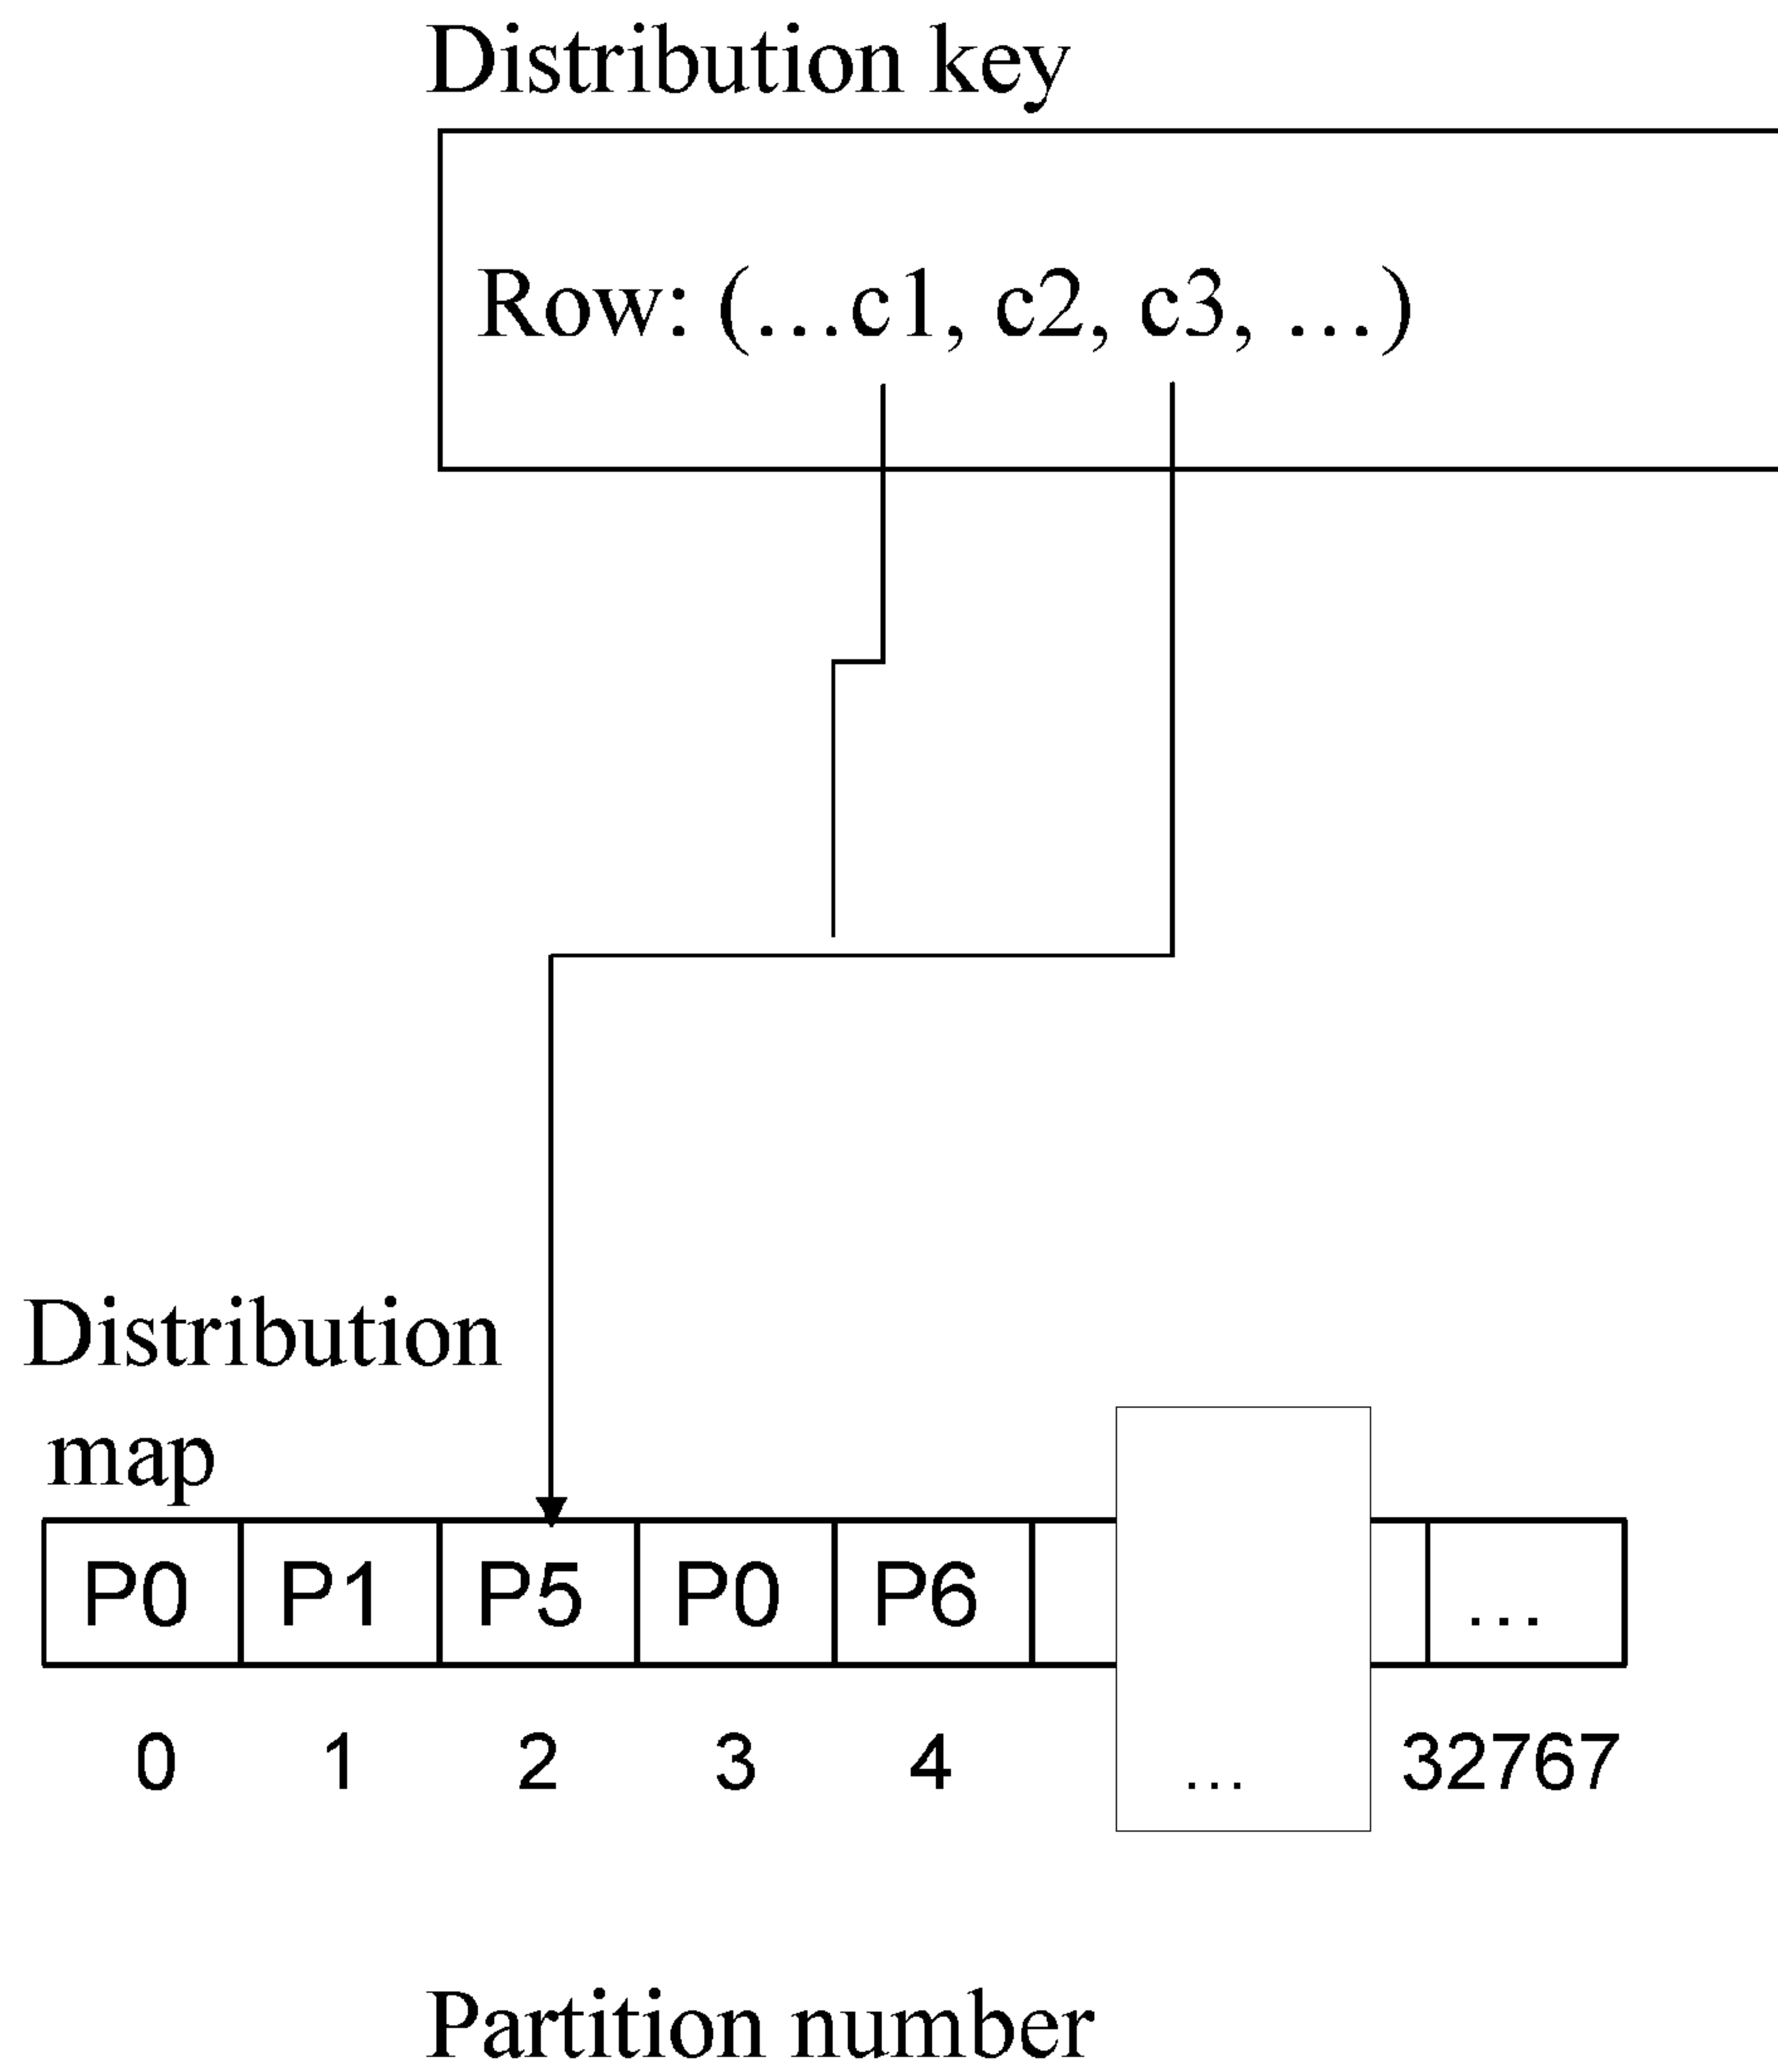 Distribution key
Row: (...c1, c2, c3, ...)
Distribution
map
P0 P1 P5 P0 P6 ...
0 1 2 3 4 ... 32767
Partition number